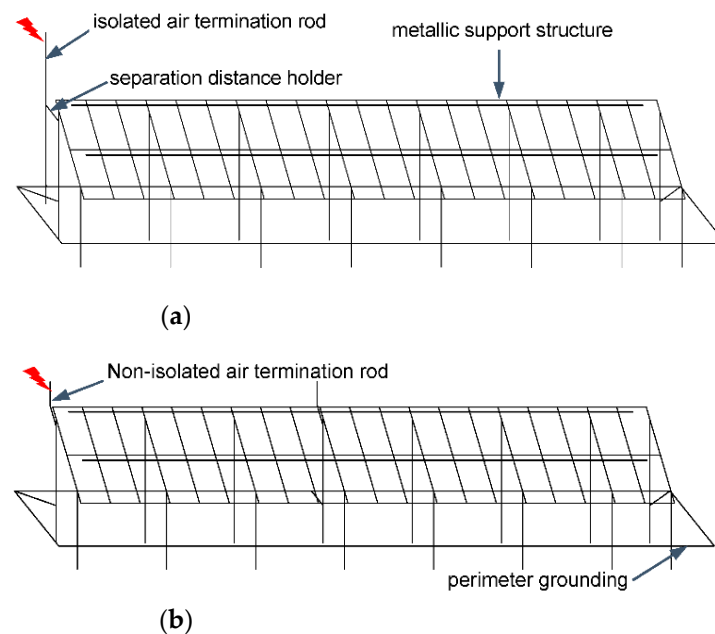 isolated air termination rod
metallic support structure
separation distance holder
(a)
Non-isolated air termination rod
perimeter grounding
(b)